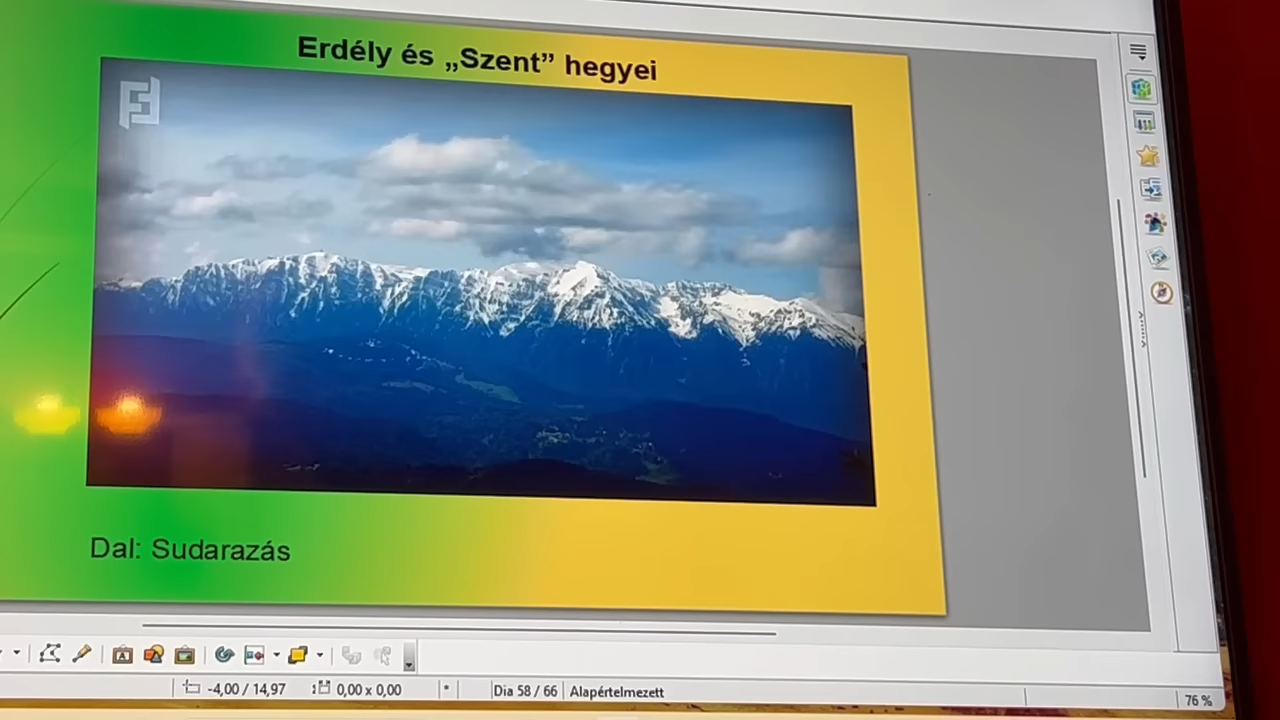 Erdély és „Szent” hegyei
Dal: Sudarazás
-4,00 / 14,97
0,00 x 0,00
*
Dia 58 / 66
Alapértelmezett
76 %